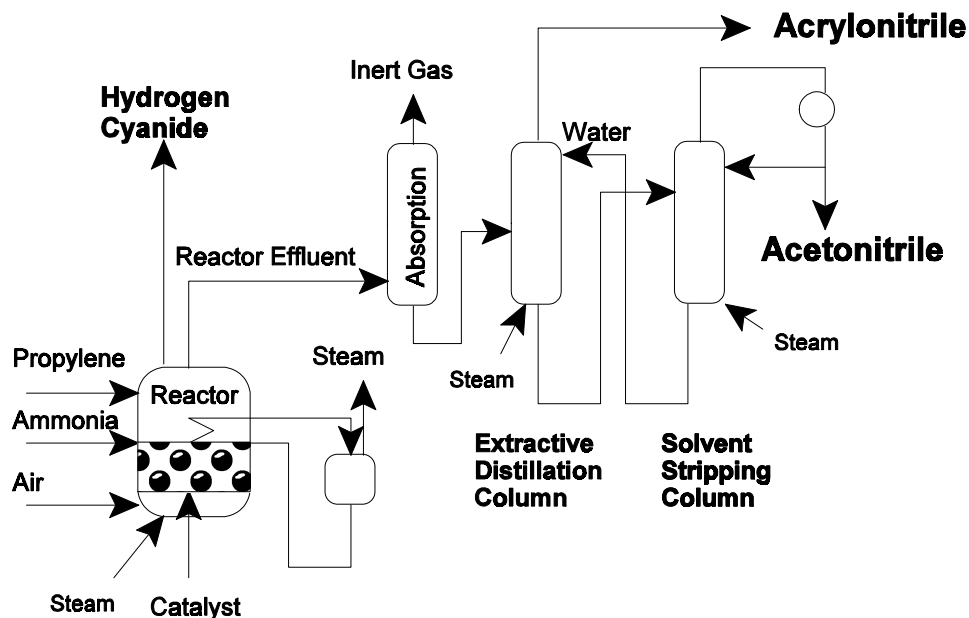 Acrylonitrile
Inert Gas
Hydrogen
Cyanide
Water
Absorption
Reactor Effluent
Acetonitrile
Steam
Steam
Propylene
Steam
Reactor
Ammonia
Extractive
Distillation
Column
Solvent
Stripping
Column
Air
Steam
Catalyst